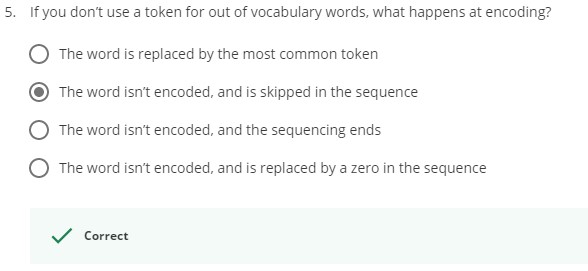 5. If you don't use a token for out of vocabulary words, what happens at encoding?
The word is replaced by the most common token
The word isn't encoded, and is skipped in the sequence
The word isn't encoded, and the sequencing ends
The word isn't encoded, and is replaced by a zero in the sequence
Correct